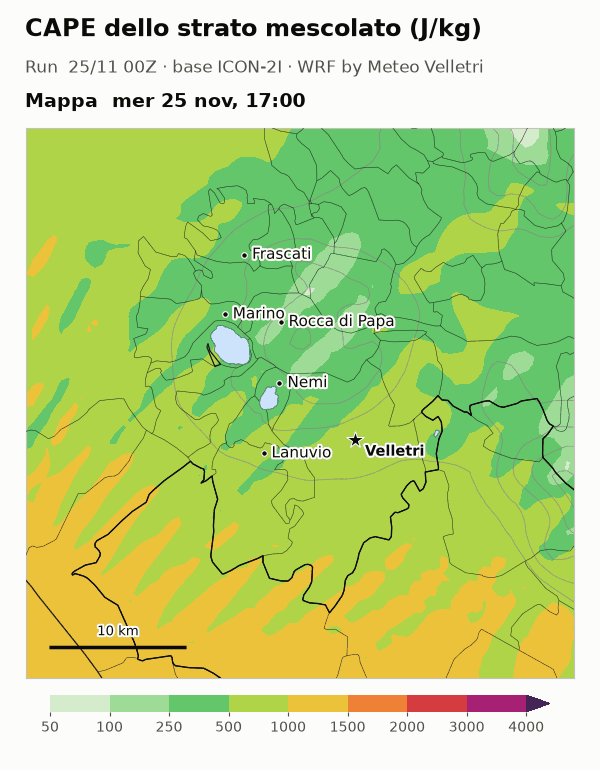 CAPE dello strato mescolato (J/kg)
Run  25/11 00Z · base ICON-2I · WRF by Meteo Velletri
Mappa  mer 25 nov, 17:00
Frascati
Marino
Rocca di Papa
Nemi
Velletri
Lanuvio
10 km
50 100 250 500 1000 1500 2000 3000 4000